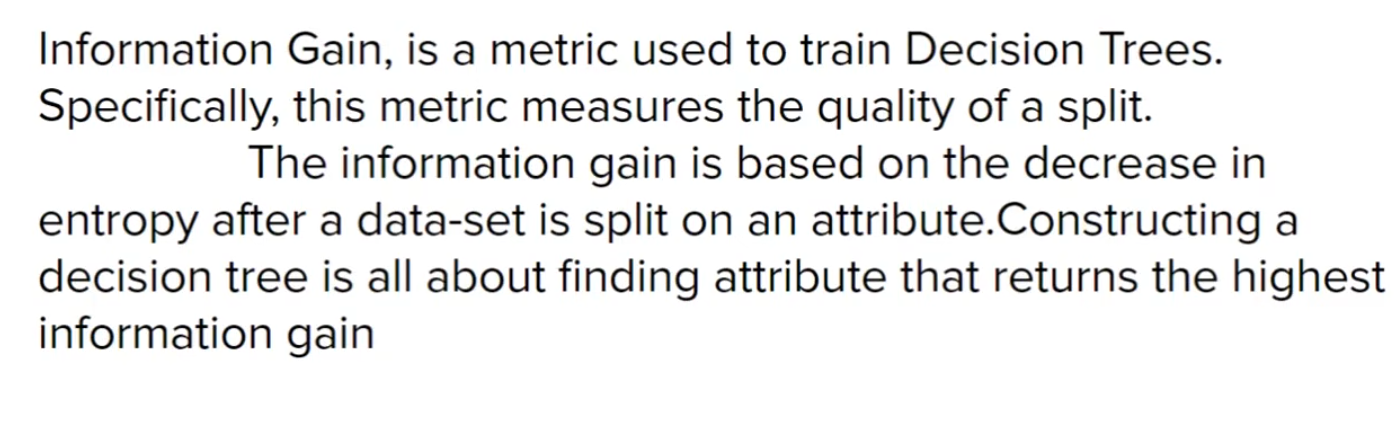 Information Gain, is a metric used to train Decision Trees.
Specifically, this metric measures the quality of a split.
The information gain is based on the decrease in
entropy after a data-set is split on an attribute.Constructing a
decision tree is all about finding attribute that returns the highest
information gain